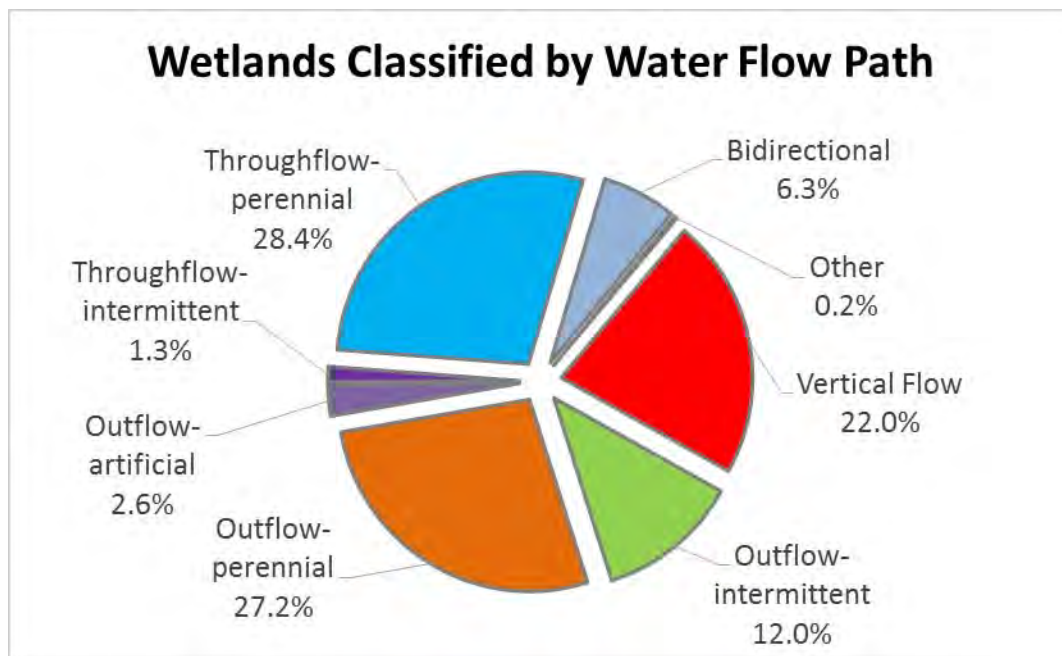 Wetlands Classified by Water Flow Path
Throughflow-
perennial
28.4%
Bidirectional
6.3%
Other
0.2%
Throughflow-
intermittent
1.3%
Vertical Flow
22.0%
Outflow-
artificial
2.6%
Outflow-
perennial
27.2%
Outflow-
intermittent
12.0%